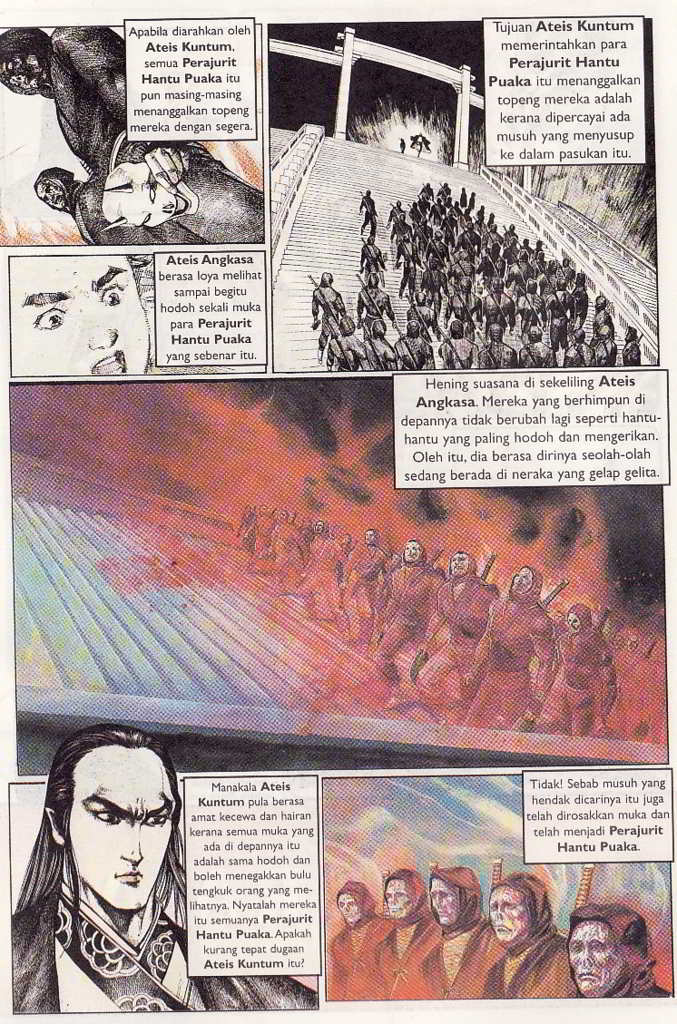 Apabila diarahkan oleh
Ateis Kuntum,
semua Perajurit
Hantu Puaka itu
pun masing-masing
menanggalkan topeng
mereka dengan segera.
Tujuan Ateis Kuntum
memerintahkan para
Perajurit Hantu
Puaka itu menanggalkan
topeng mereka adalah
kerana dipercayai ada
musuh yang menyusup
ke dalam pasukan itu.
Ateis Angkasa
berasa loya melihat
sampai begitu
hodoh sekali muka
para Perajurit
Hantu Puaka
yang sebenar itu.
Hening suasana di sekeliling Ateis
Angkasa. Mereka yang berhimpun di
depannya tidak berubah lagi seperti hantu-
hantu yang paling hodoh dan mengerikan.
Oleh itu, dia berasa dirinya seolah-olah
sedang berada di neraka yang gelap gelita.
Manakala Ateis
Kuntum pula berasa
amat kecewa dan hairan
kerana semua muka yang
ada di depannya itu
adalah sama hodoh dan
boleh menegakkan bulu
tengkuk orang yang me-
lihatnya. Nyatalah mereka
itu semuanya Perajurit
Hantu Puaka. Apakah
kurang tepat dugaan
Ateis Kuntum itu?
Tidak! Sebab musuh yang
hendak dicarinya itu juga
telah dirosakkan muka dan
telah menjadi Perajurit
Hantu Puaka.